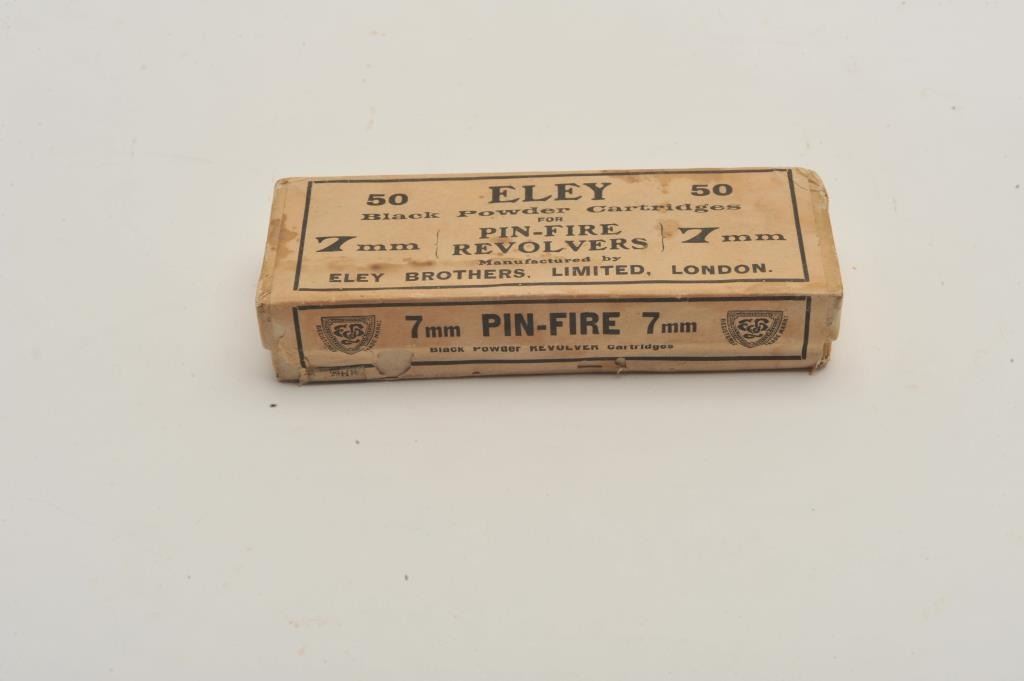 50 ELEY 50
Black Powder Cartridges
FOR
7mm PIN-FIRE 7mm
REVOLVERS
Manufactured by
ELEY BROTHERS, LIMITED, LONDON.
7mm PIN-FIRE 7mm
Black Powder REVOLVER Cartridges